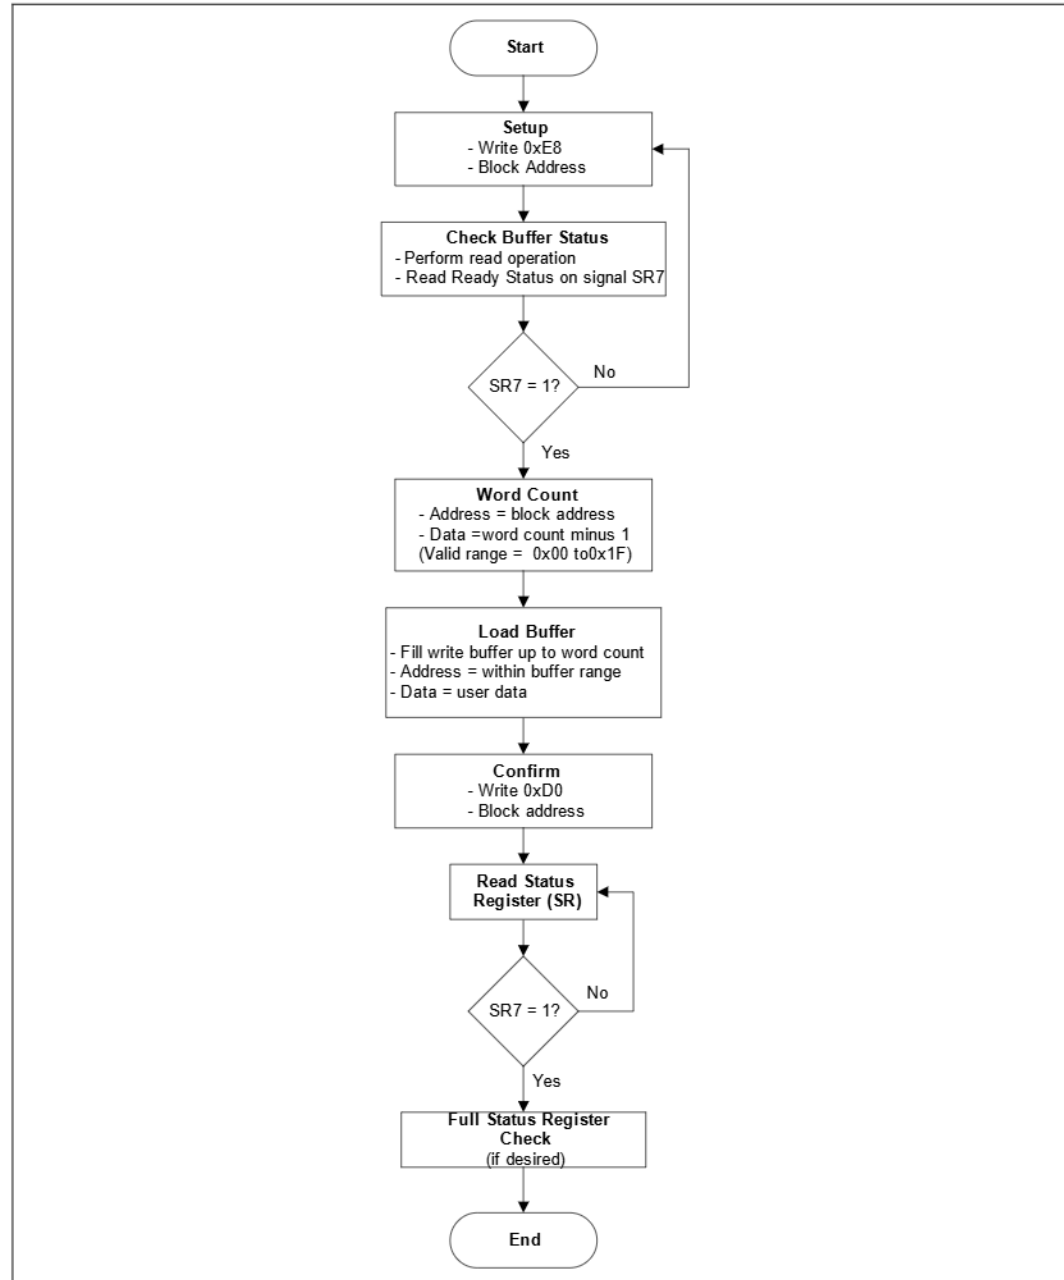 Start
Setup
- Write 0xE8
- Block Address
Check Buffer Status
- Perform read operation
- Read Ready Status on signal SR7
SR7 = 1?
No
Yes
Word Count
- Address = block address
- Data =word count minus 1
(Valid range =  0x00 to0x1F)
Load Buffer
- Fill write buffer up to word count
- Address = within buffer range
- Data = user data
Confirm
- Write 0xD0
- Block address
Read Status
Register (SR)
SR7 = 1?
No
Yes
Full Status Register
Check
(if desired)
End